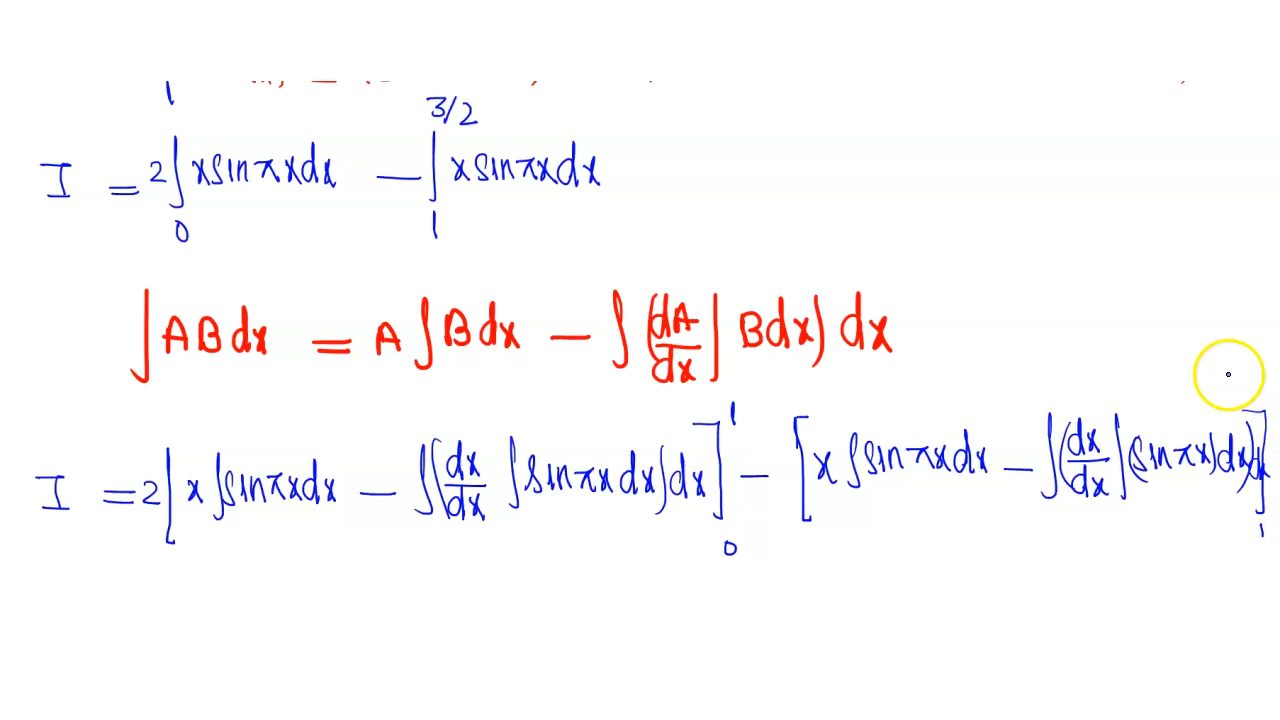 I = 2∫₀¹ x sin πx dx − ∫₁^{3/2} x sin πx dx
∫AB dx = A∫B dx − ∫(dA/dx ∫B dx) dx
I = 2[x ∫sin πx dx − ∫(dx/dx ∫sin πx dx) dx]₀¹ − [x ∫sin πx dx − ∫(dx/dx ∫(sin πx) dx) dx]₁